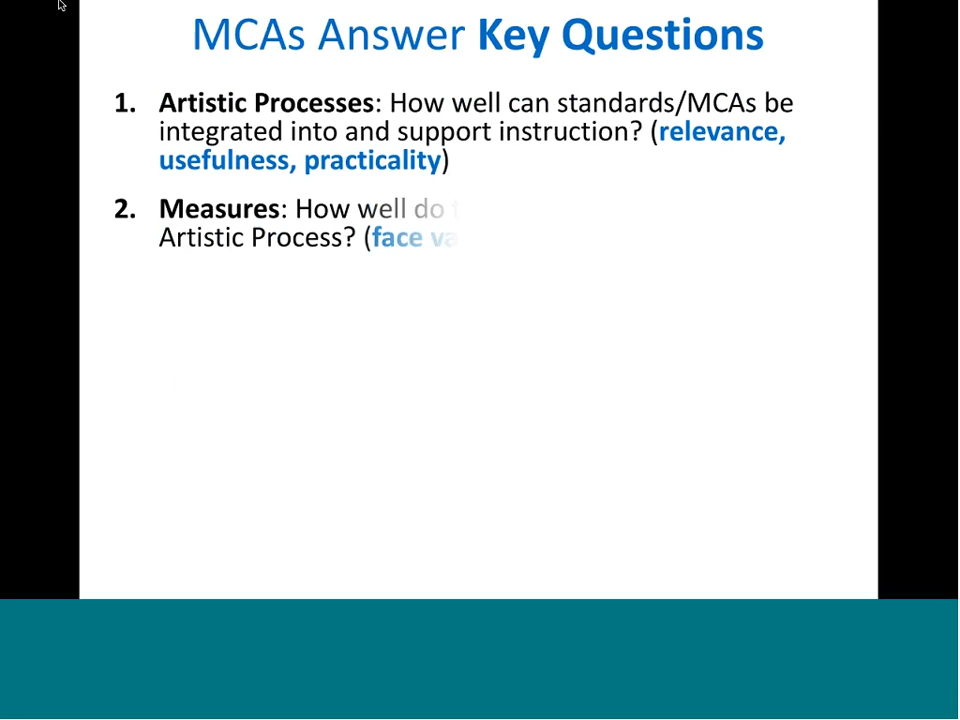 MCAs Answer Key Questions
1. Artistic Processes: How well can standards/MCAs be
integrated into and support instruction? (relevance,
usefulness, practicality)
2. Measures: How well do
Artistic Process? (face